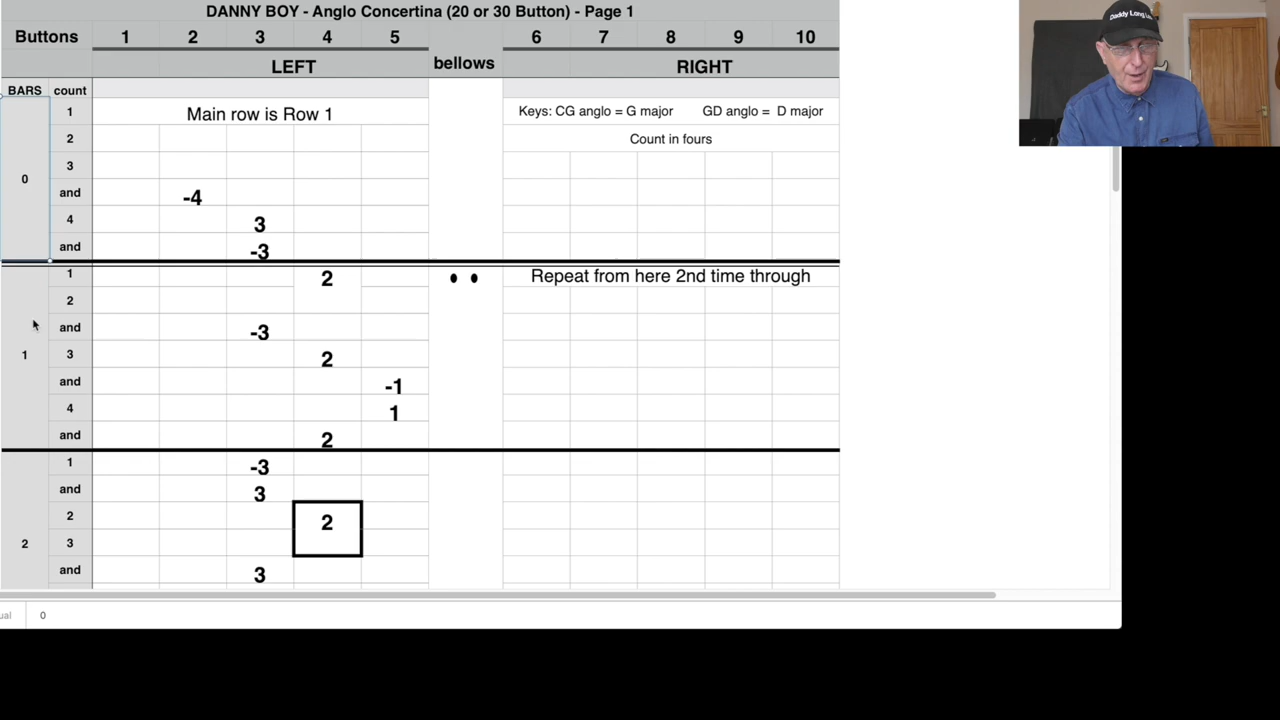 DANNY BOY - Anglo Concertina (20 or 30 Button) - Page 1
Buttons 1 2 3 4 5 6 7 8 9 10
LEFT bellows RIGHT
BARS count
1 Main row is Row 1 Keys: CG anglo = G major GD anglo = D major
2 Count in fours
3
0
and -4
4 3
and -3
1 2 • • Repeat from here 2nd time through
2
and -3
1 3 2
and -1
4 1
and 2
1 -3
and 3
2 2
2 3
and 3
0
Daddy Long